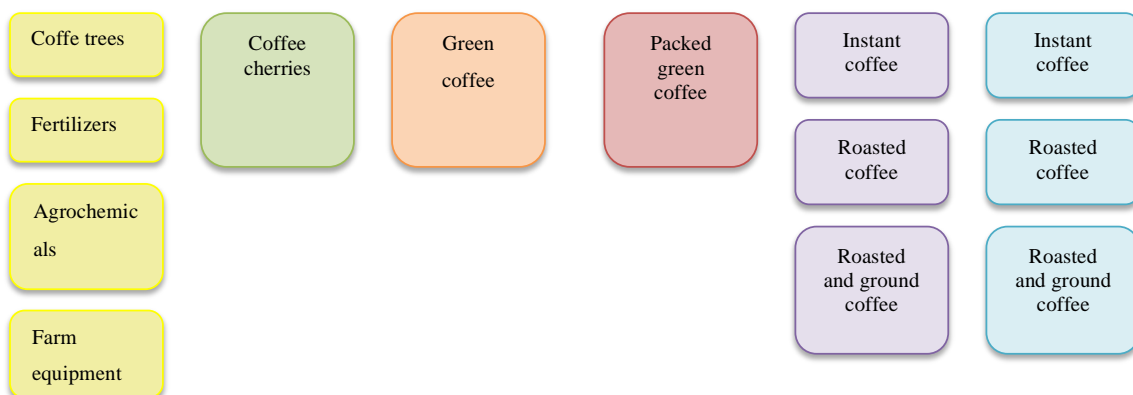 Coffe trees
Fertilizers
Agrochemic
als
Farm
equipment
Coffee
cherries
Green
coffee
Packed
green
coffee
Instant
coffee
Roasted
coffee
Roasted
and ground
coffee
Instant
coffee
Roasted
coffee
Roasted
and ground
coffee